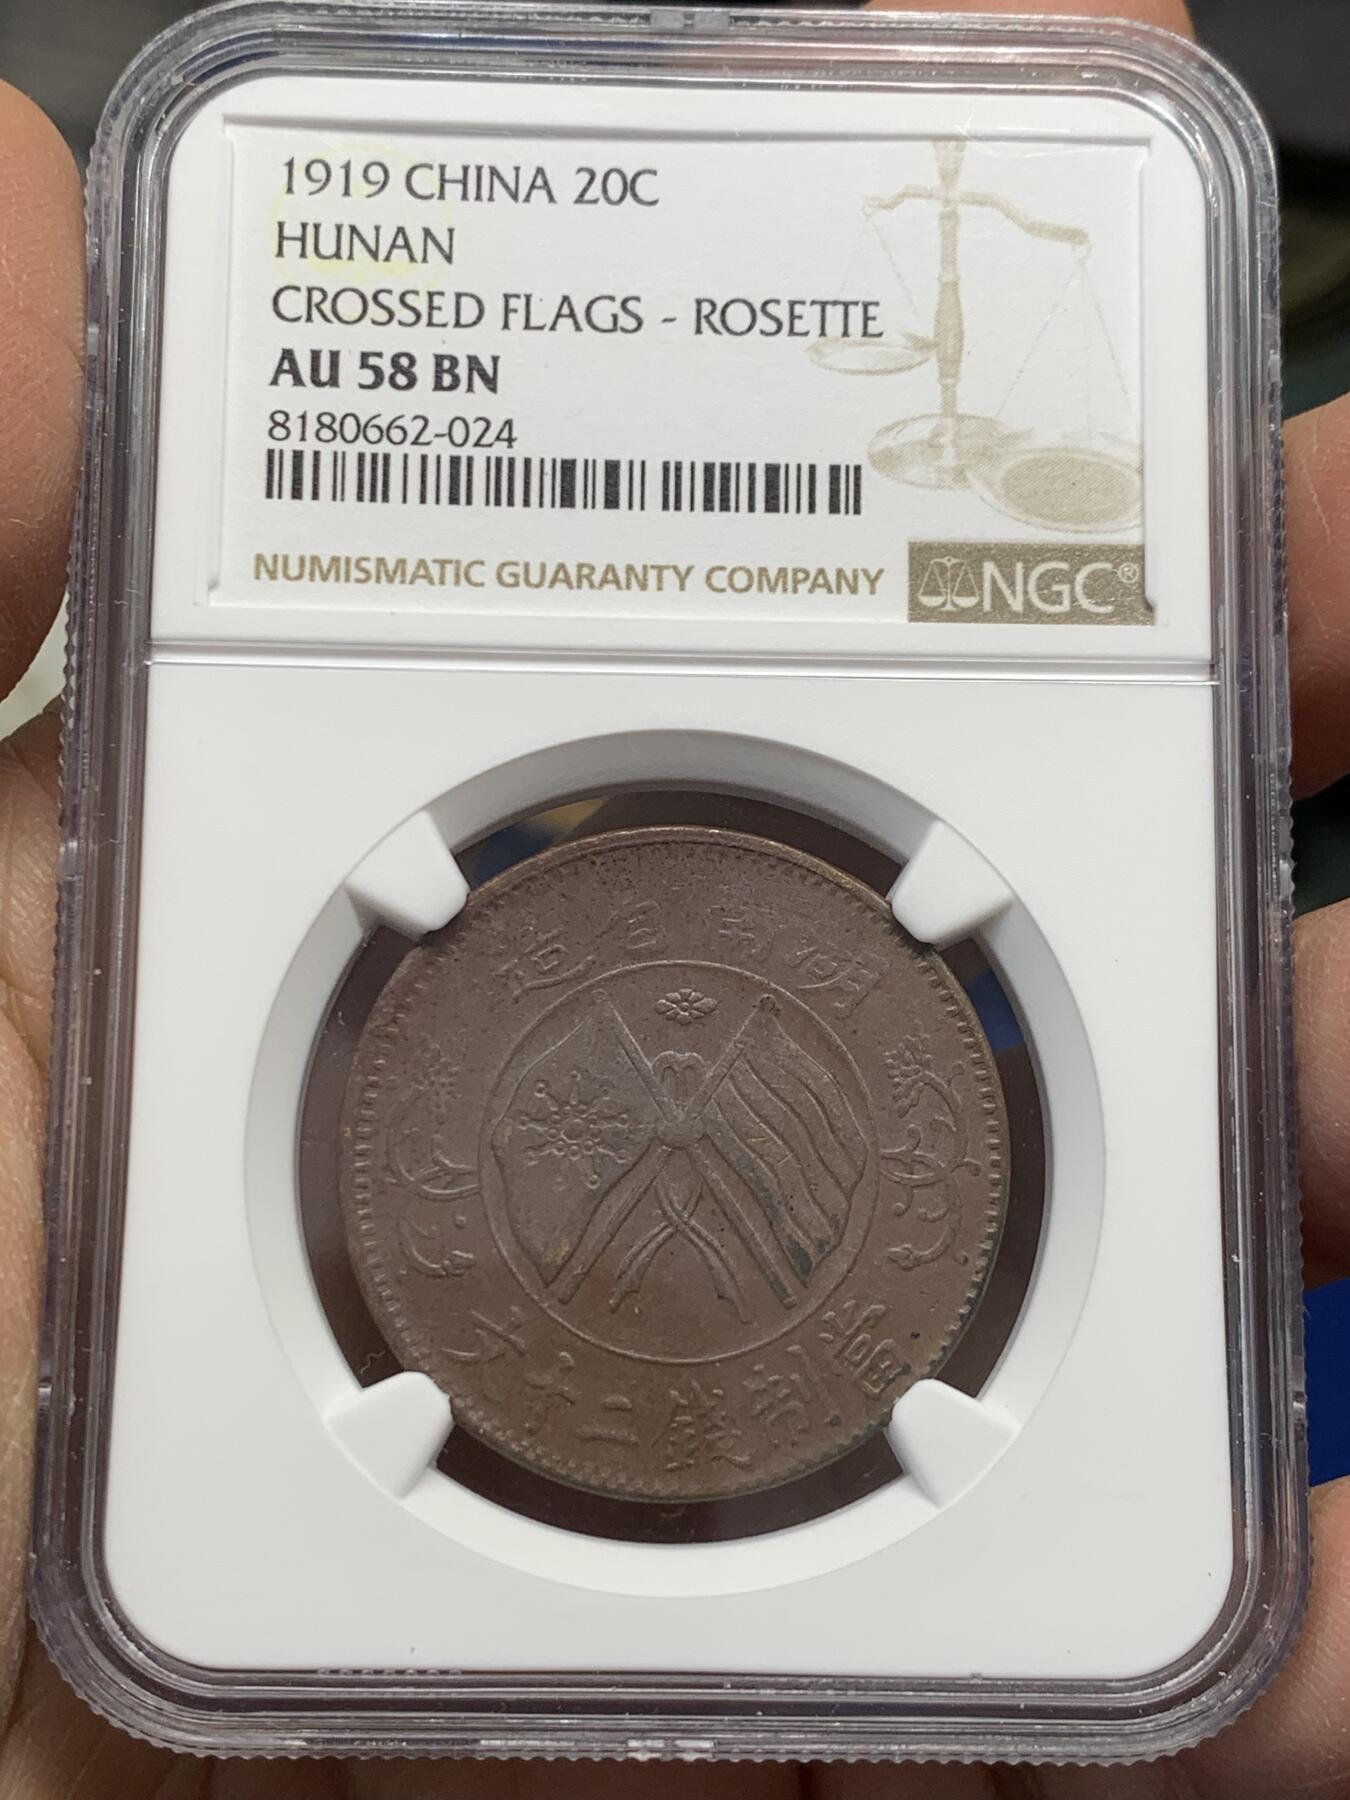 1919 CHINA 20C
HUNAN
CROSSED FLAGS - ROSETTE
AU 58 BN
8180662-024
NUMISMATIC GUARANTY COMPANY
NGC®
湖南省造
當制錢二十文